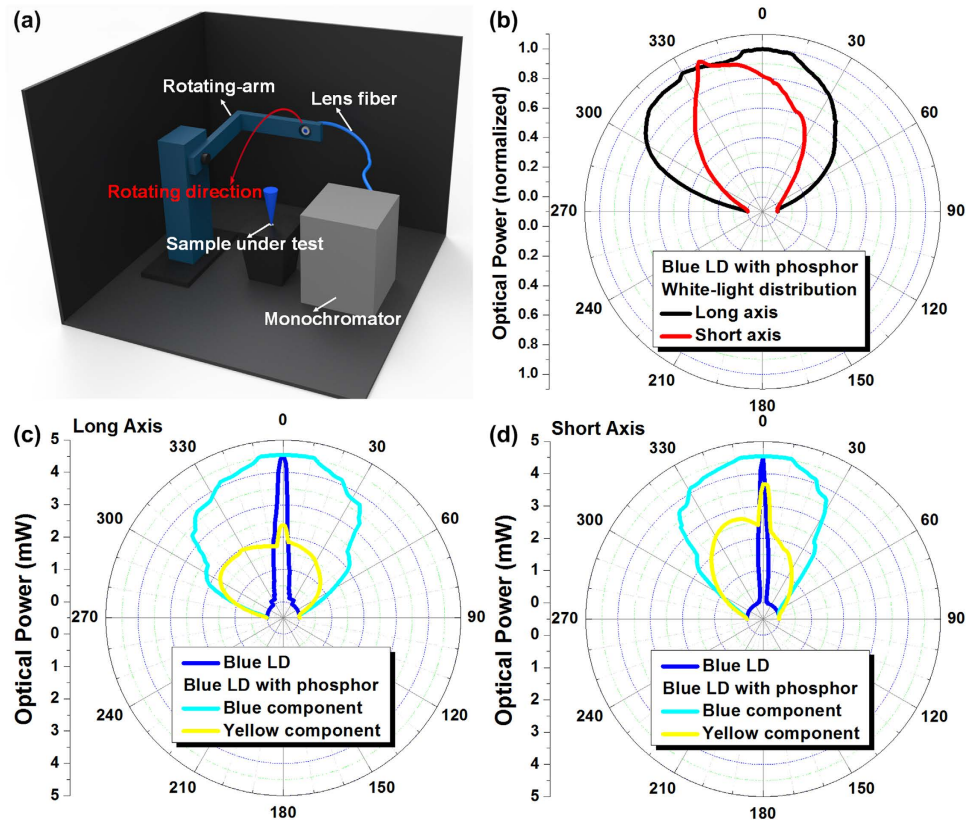 (a)
Rotating-arm
Lens fiber
Rotating direction
Sample under test
Monochromator
(b)
Optical Power (normalized)
1.0
0.8
0.6
0.4
0.2
0.0
0.0
0.2
0.4
0.6
0.8
1.0
0
30
60
90
120
150
180
210
240
270
300
330
Blue LD with phosphor
White-light distribution
Long axis
Short axis
(c)
Long Axis
Optical Power (mW)
5
4
3
2
1
0
0
1
2
3
4
5
0
30
60
90
120
150
180
210
240
270
300
330
Blue LD
Blue LD with phosphor
Blue component
Yellow component
(d)
Short Axis
Optical Power (mW)
5
4
3
2
1
0
0
1
2
3
4
5
0
30
60
90
120
150
180
210
240
270
300
330
Blue LD
Blue LD with phosphor
Blue component
Yellow component